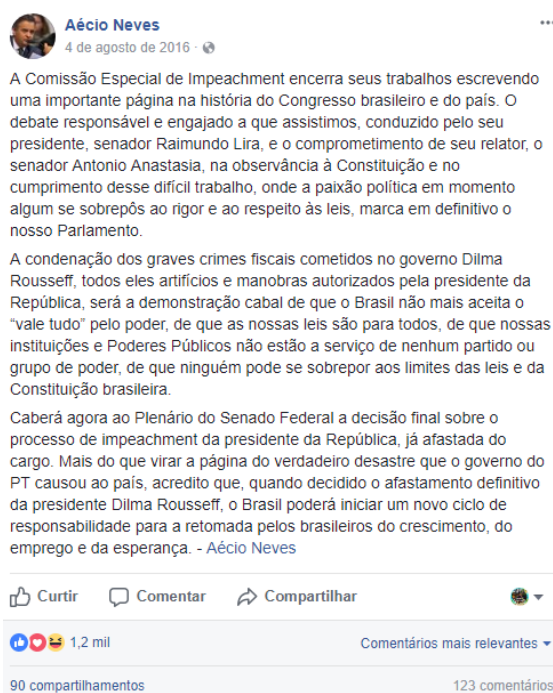 Aécio Neves
4 de agosto de 2016 ·
A Comissão Especial de Impeachment encerra seus trabalhos escrevendo
uma importante página na história do Congresso brasileiro e do país. O
debate responsável e engajado a que assistimos, conduzido pelo seu
presidente, senador Raimundo Lira, e o comprometimento de seu relator, o
senador Antonio Anastasia, na observância à Constituição e no
cumprimento desse difícil trabalho, onde a paixão política em momento
algum se sobrepôs ao rigor e ao respeito às leis, marca em definitivo o
nosso Parlamento.
A condenação dos graves crimes fiscais cometidos no governo Dilma
Rousseff, todos eles artifícios e manobras autorizados pela presidente da
República, será a demonstração cabal de que o Brasil não mais aceita o
“vale tudo” pelo poder, de que as nossas leis são para todos, de que nossas
instituições e Poderes Públicos não estão a serviço de nenhum partido ou
grupo de poder, de que ninguém pode se sobrepor aos limites das leis e da
Constituição brasileira.
Caberá agora ao Plenário do Senado Federal a decisão final sobre o
processo de impeachment da presidente da República, já afastada do
cargo. Mais do que virar a página do verdadeiro desastre que o governo do
PT causou ao país, acredito que, quando decidido o afastamento definitivo
da presidente Dilma Rousseff, o Brasil poderá iniciar um novo ciclo de
responsabilidade para a retomada pelos brasileiros do crescimento, do
emprego e da esperança. - Aécio Neves
Curtir Comentar Compartilhar
1,2 mil Comentários mais relevantes
90 compartilhamentos 123 comentários